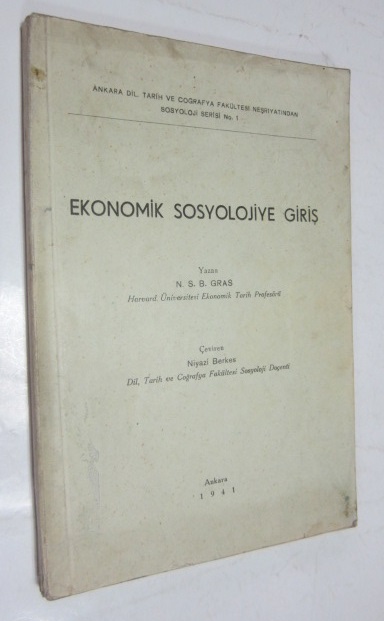 ANKARA DİL, TARİH VE COĞRAFYA FAKÜLTESİ NEŞRİYATINDAN
SOSYOLOJİ SERİSİ No. 1
EKONOMİK SOSYOLOJİYE GİRİŞ
Yazan
N. S. B. GRAS
Harvard Üniversitesi Ekonomik Tarih Profesörü
Çeviren
Niyazi Berkes
Dil, Tarih ve Coğrafya Fakültesi Sosyoloji Doçenti
Ankara
1941